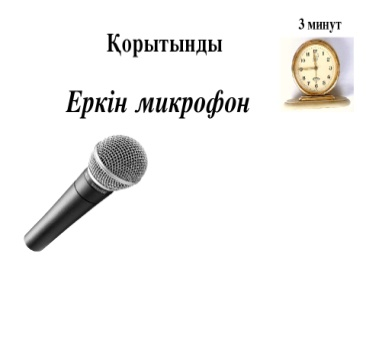 3 минут
Қорытынды
Еркін микрофон